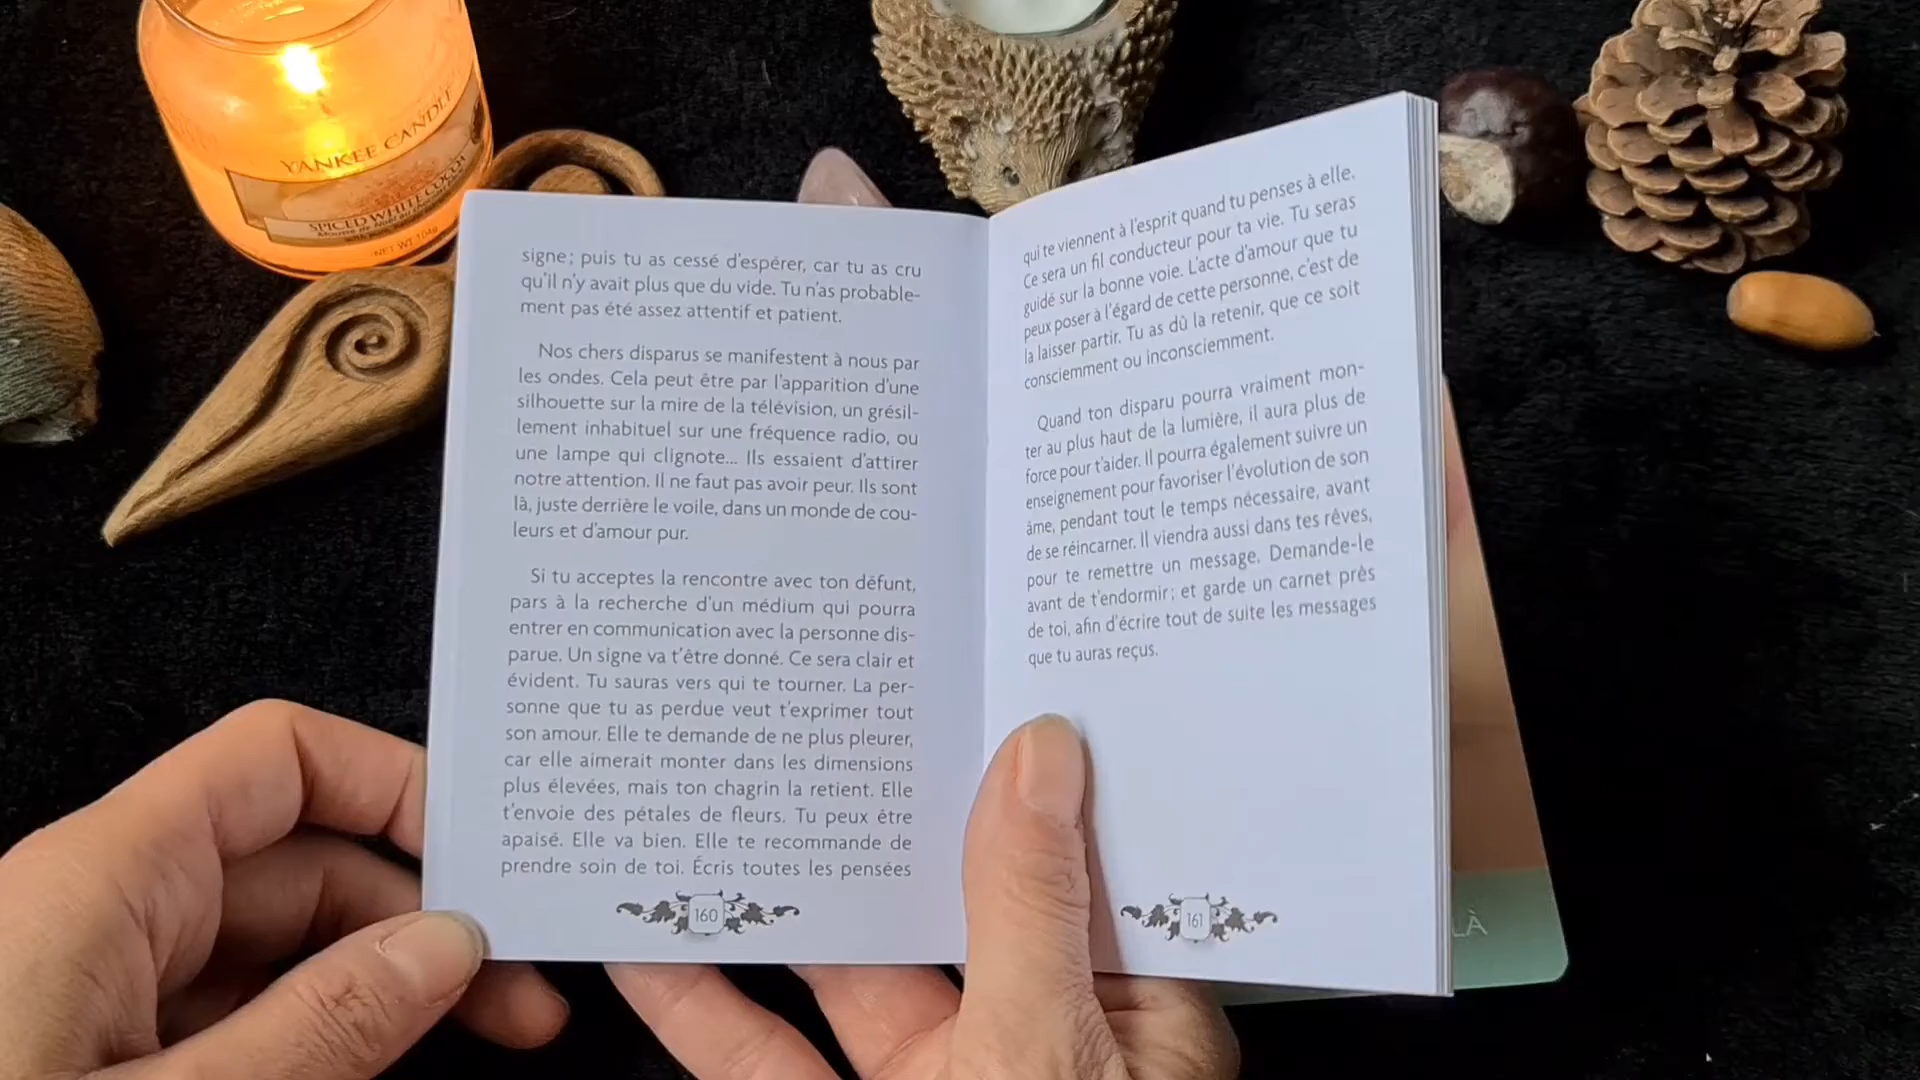 YANKEE CANDLE
SPICED WHITE COCOA
NET WT 104g
signe; puis tu as cessé d'espérer, car tu as cru
qu'il n'y avait plus que du vide. Tu n'as probable-
ment pas été assez attentif et patient.
Nos chers disparus se manifestent à nous par
les ondes. Cela peut être par l'apparition d'une
silhouette sur la mire de la télévision, un grésil-
lement inhabituel sur une fréquence radio, ou
une lampe qui clignote... Ils essaient d'attirer
notre attention. Il ne faut pas avoir peur. Ils sont
là, juste derrière le voile, dans un monde de cou-
leurs et d'amour pur.
Si tu acceptes la rencontre avec ton défunt,
pars à la recherche d'un médium qui pourra
entrer en communication avec la personne dis-
parue. Un signe va t'être donné. Ce sera clair et
évident. Tu sauras vers qui te tourner. La per-
sonne que tu as perdue veut t'exprimer tout
son amour. Elle te demande de ne plus pleurer,
car elle aimerait monter dans les dimensions
plus élevées, mais ton chagrin la retient. Elle
t'envoie des pétales de fleurs. Tu peux être
apaisé. Elle va bien. Elle te recommande de
prendre soin de toi. Écris toutes les pensées
160
qui te viennent à l'esprit quand tu penses à elle.
Ce sera un fil conducteur pour ta vie. Tu seras
guidé sur la bonne voie. L'acte d'amour que tu
peux poser à l'égard de cette personne, c'est de
la laisser partir. Tu as dû la retenir, que ce soit
consciemment ou inconsciemment.
Quand ton disparu pourra vraiment mon-
ter au plus haut de la lumière, il aura plus de
force pour t'aider. Il pourra également suivre un
enseignement pour favoriser l'évolution de son
âme, pendant tout le temps nécessaire, avant
de se réincarner. Il viendra aussi dans tes rêves,
pour te remettre un message. Demande-le
avant de t'endormir; et garde un carnet près
de toi, afin d'écrire tout de suite les messages
que tu auras reçus.
161
LÀ